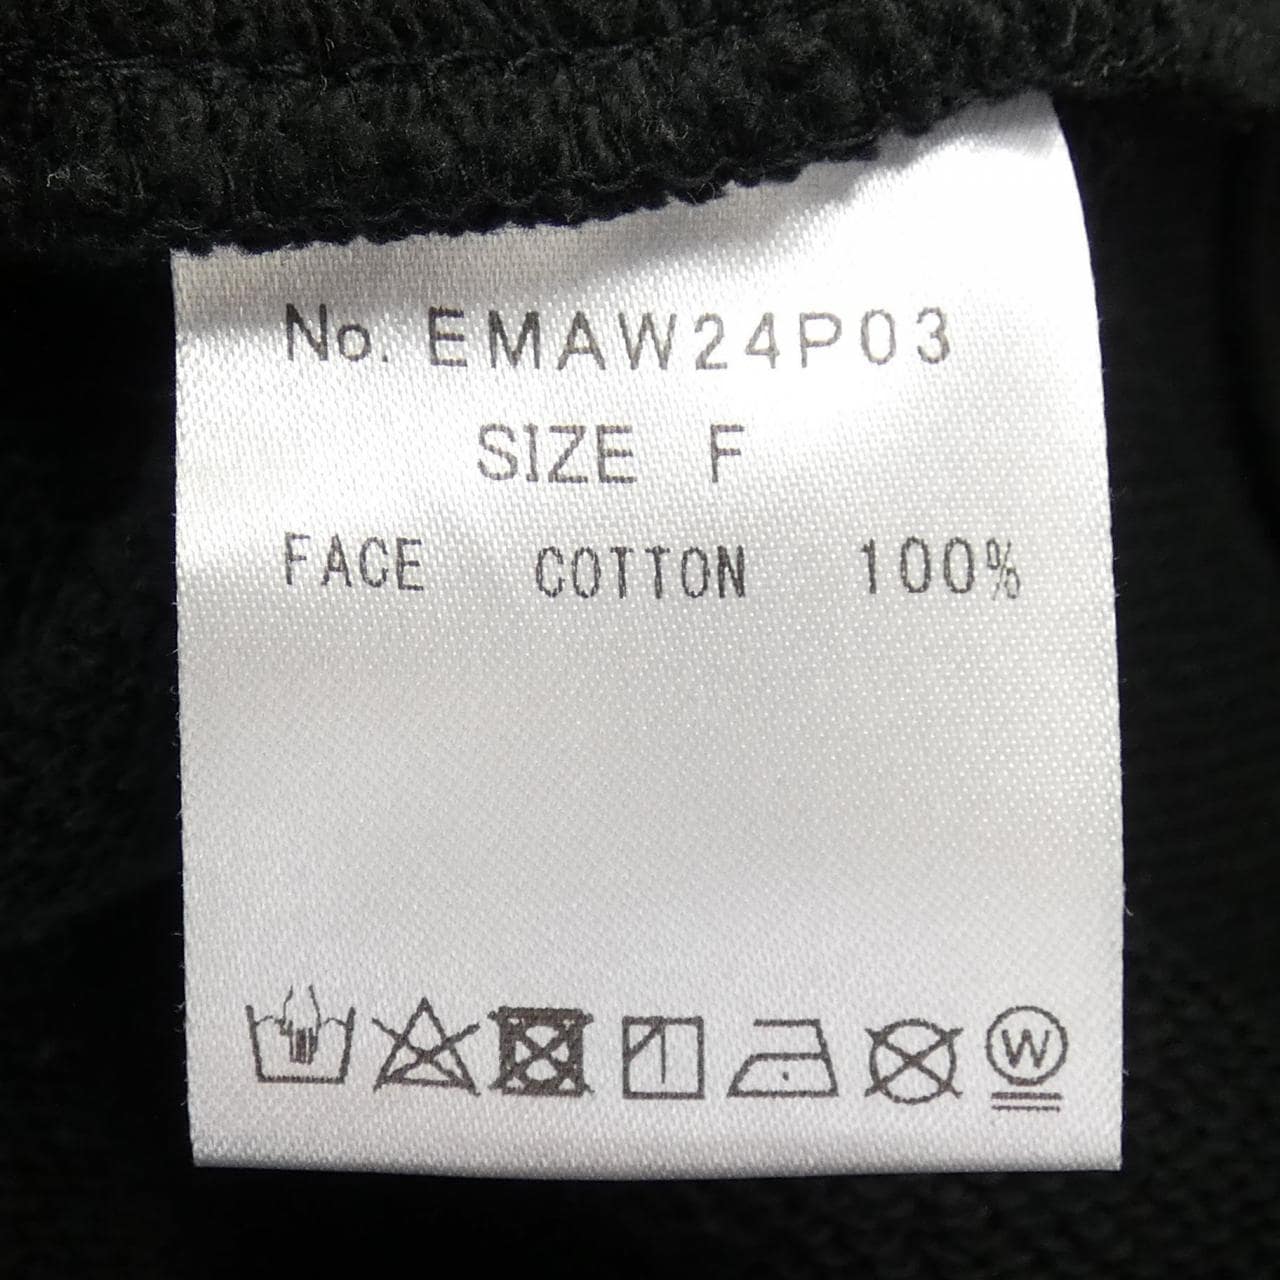 No. EMAW24P03
SIZE F
FACE COTTON 100%
W